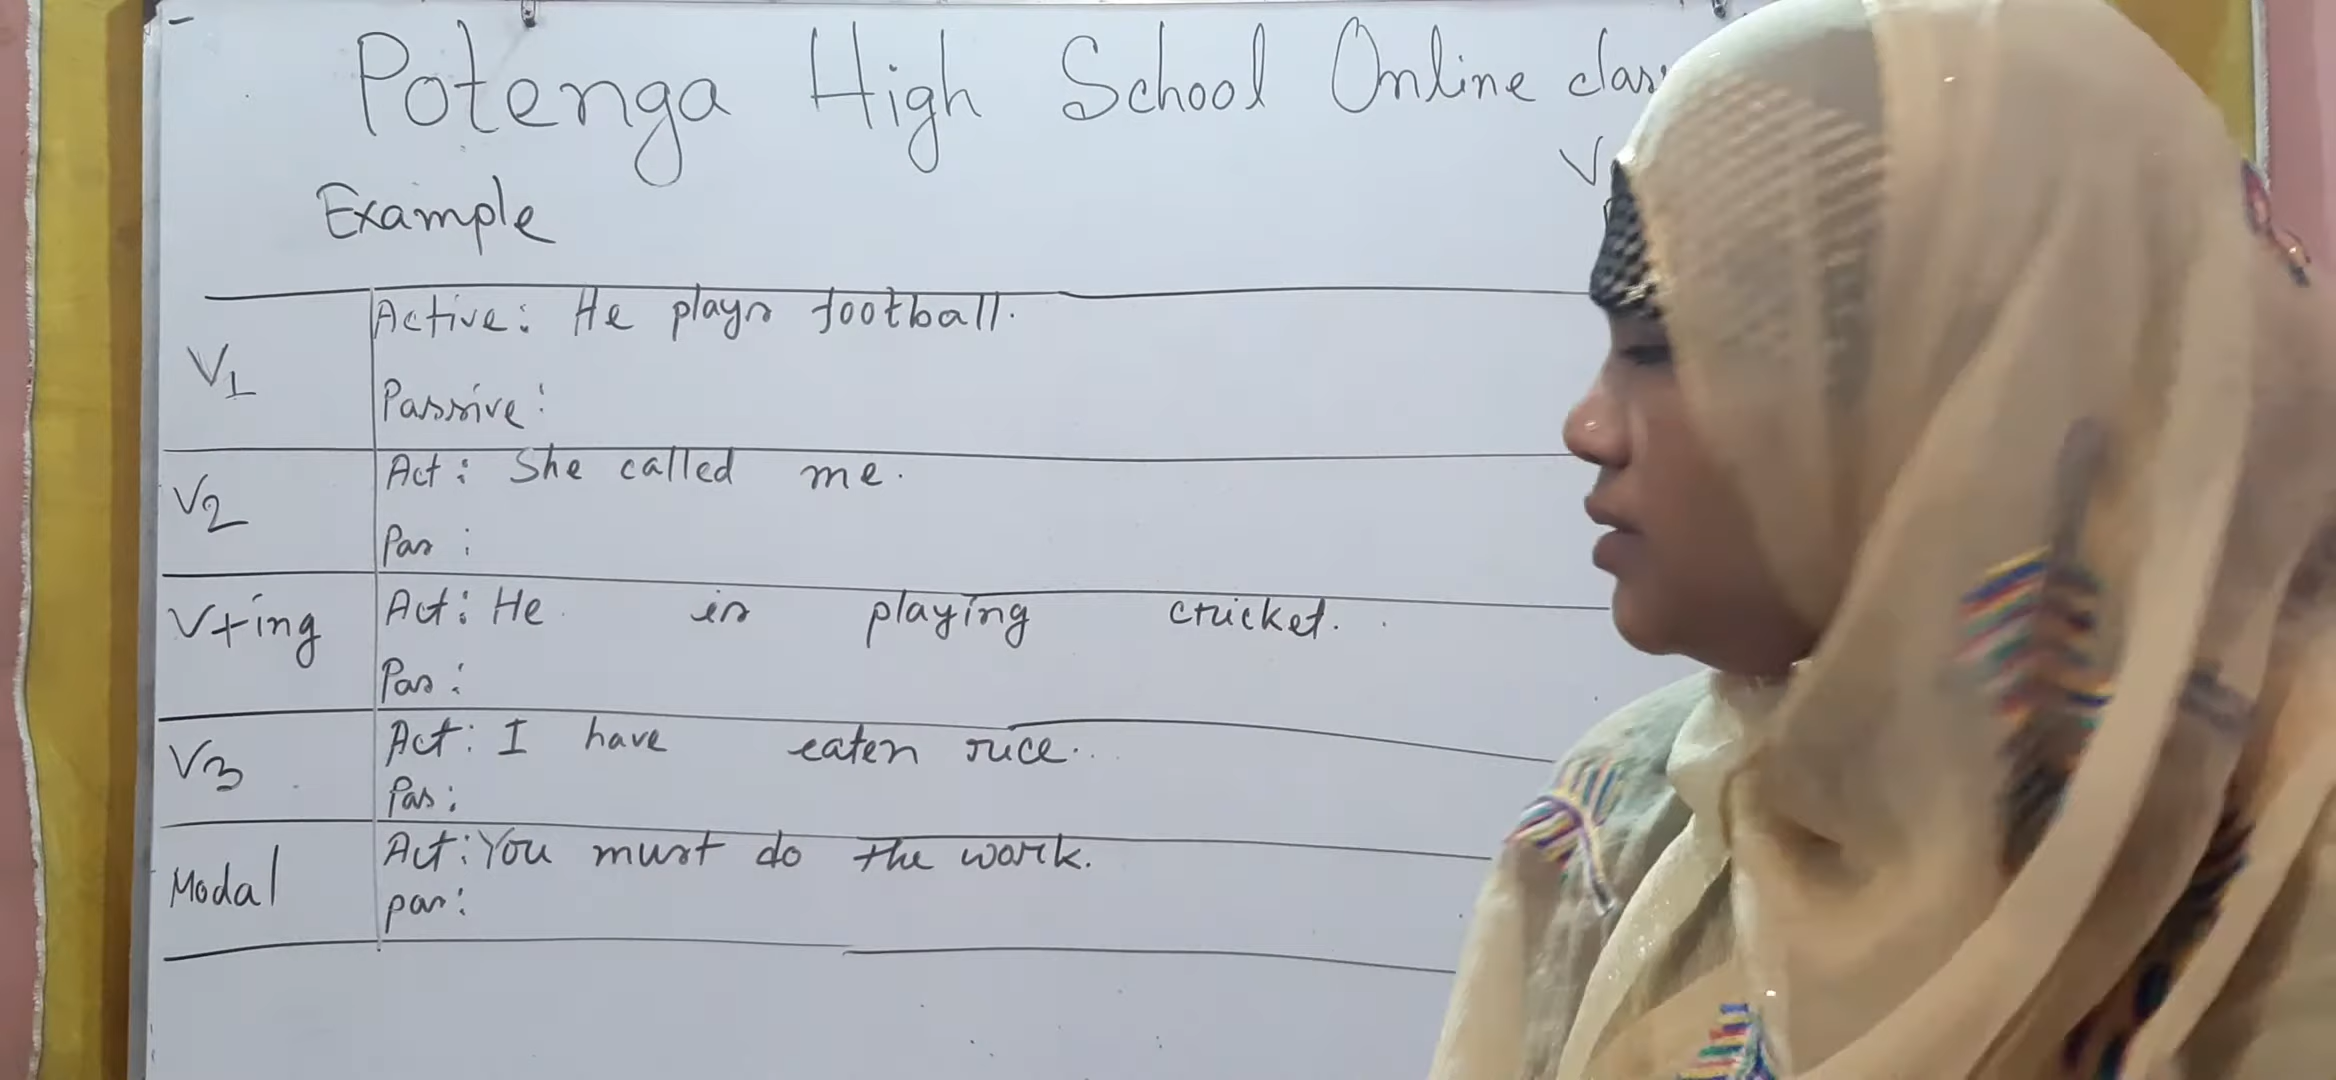 Potenga High School Online clas
V
Example
V1
Active: He plays football.
Passive:
V2
Act: She called me.
Pas:
V+ing
Act: He is playing cricket.
Pas:
V3
Act: I have eaten rice.
Pas:
Modal
Act: You must do the work.
pas: